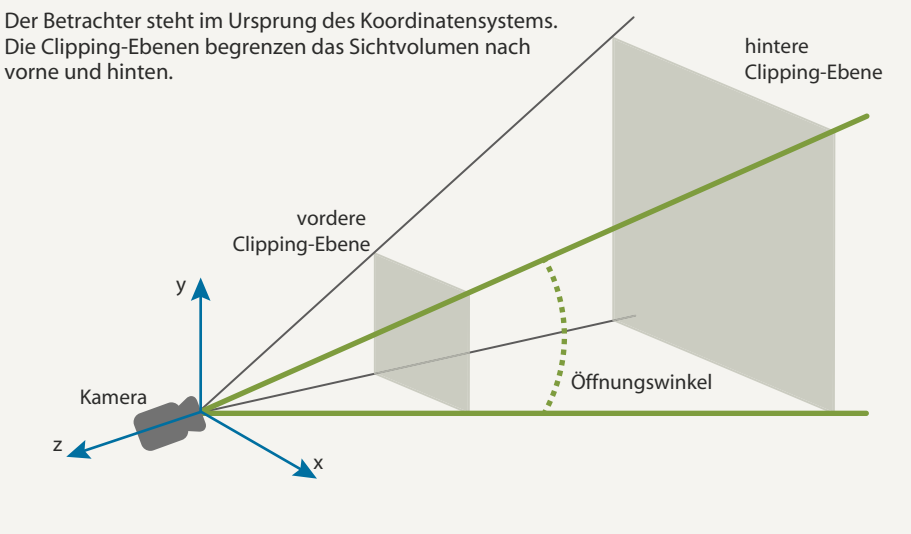 Der Betrachter steht im Ursprung des Koordinatensystems.
Die Clipping-Ebenen begrenzen das Sichtvolumen nach
vorne und hinten.
hintere
Clipping-Ebene
vordere
Clipping-Ebene
y
Öffnungswinkel
Kamera
z
x